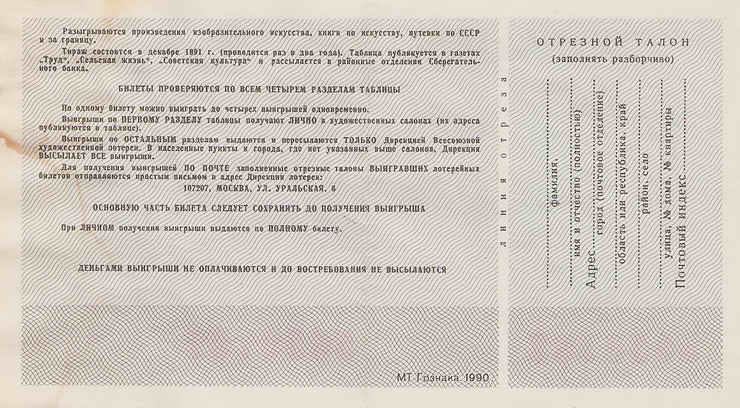 Разыгрываются произведения изобразительного искусства, книги по искусству, путевки по СССР
и за границу.
Тираж состоится в декабре 1891 г. (проводится раз в два года). Таблица публикуется в газетах
„Труд“, „Сельская жизнь“, „Советская культура“ и рассылается в районные отделения Сберегатель-
ного банка.
БИЛЕТЫ ПРОВЕРЯЮТСЯ ПО ВСЕМ ЧЕТЫРЕМ РАЗДЕЛАМ ТАБЛИЦЫ
По одному билету можно выиграть до четырех выигрышей одновременно.
Выигрыши по ПЕРВОМУ РАЗДЕЛУ таблицы получают ЛИЧНО в художественных салонах (их адреса
публикуются в таблице).
Выигрыши по ОСТАЛЬНЫМ разделам выдаются и пересылаются ТОЛЬКО Дирекцией Всесоюзной
художественной лотереи. В населенные пункты и города, где нет указанных выше салонов, Дирекция
ВЫСЫЛАЕТ ВСЕ выигрыши.
Для получения выигрышей ПО ПОЧТЕ заполненные отрезные талоны ВЫИГРАВШИХ лотерейных
билетов отправляются простым письмом в адрес Дирекции лотереи:
107207, МОСКВА, УЛ. УРАЛЬСКАЯ, 6
ОСНОВНУЮ ЧАСТЬ БИЛЕТА СЛЕДУЕТ СОХРАНИТЬ ДО ПОЛУЧЕНИЯ ВЫИГРЫША
При ЛИЧНОМ получении выигрыши выдаются по ПОЛНОМУ билету.
ДЕНЬГАМИ ВЫИГРЫШИ НЕ ОПЛАЧИВАЮТСЯ И ДО ВОСТРЕБОВАНИЯ НЕ ВЫСЫЛАЮТСЯ
МТ Гознака. 1990.
линия отреза
ОТРЕЗНОЙ ТАЛОН
(заполнять разборчиво)
фамилия,
имя и отчество (полностью)
Адрес
город (почтовое отделение)
область или республика, край
район, село
улица, № дома, № квартиры
Почтовый индекс